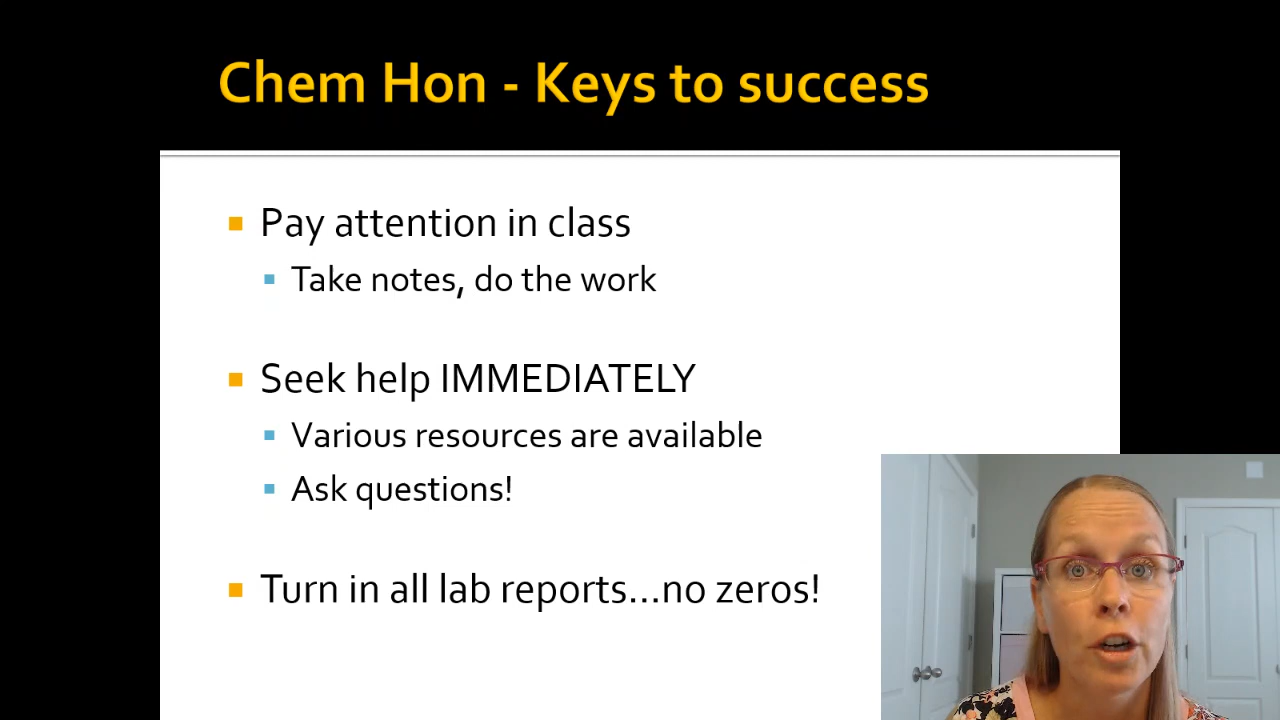 Chem Hon - Keys to success
Pay attention in class
Take notes, do the work
Seek help IMMEDIATELY
Various resources are available
Ask questions!
Turn in all lab reports...no zeros!